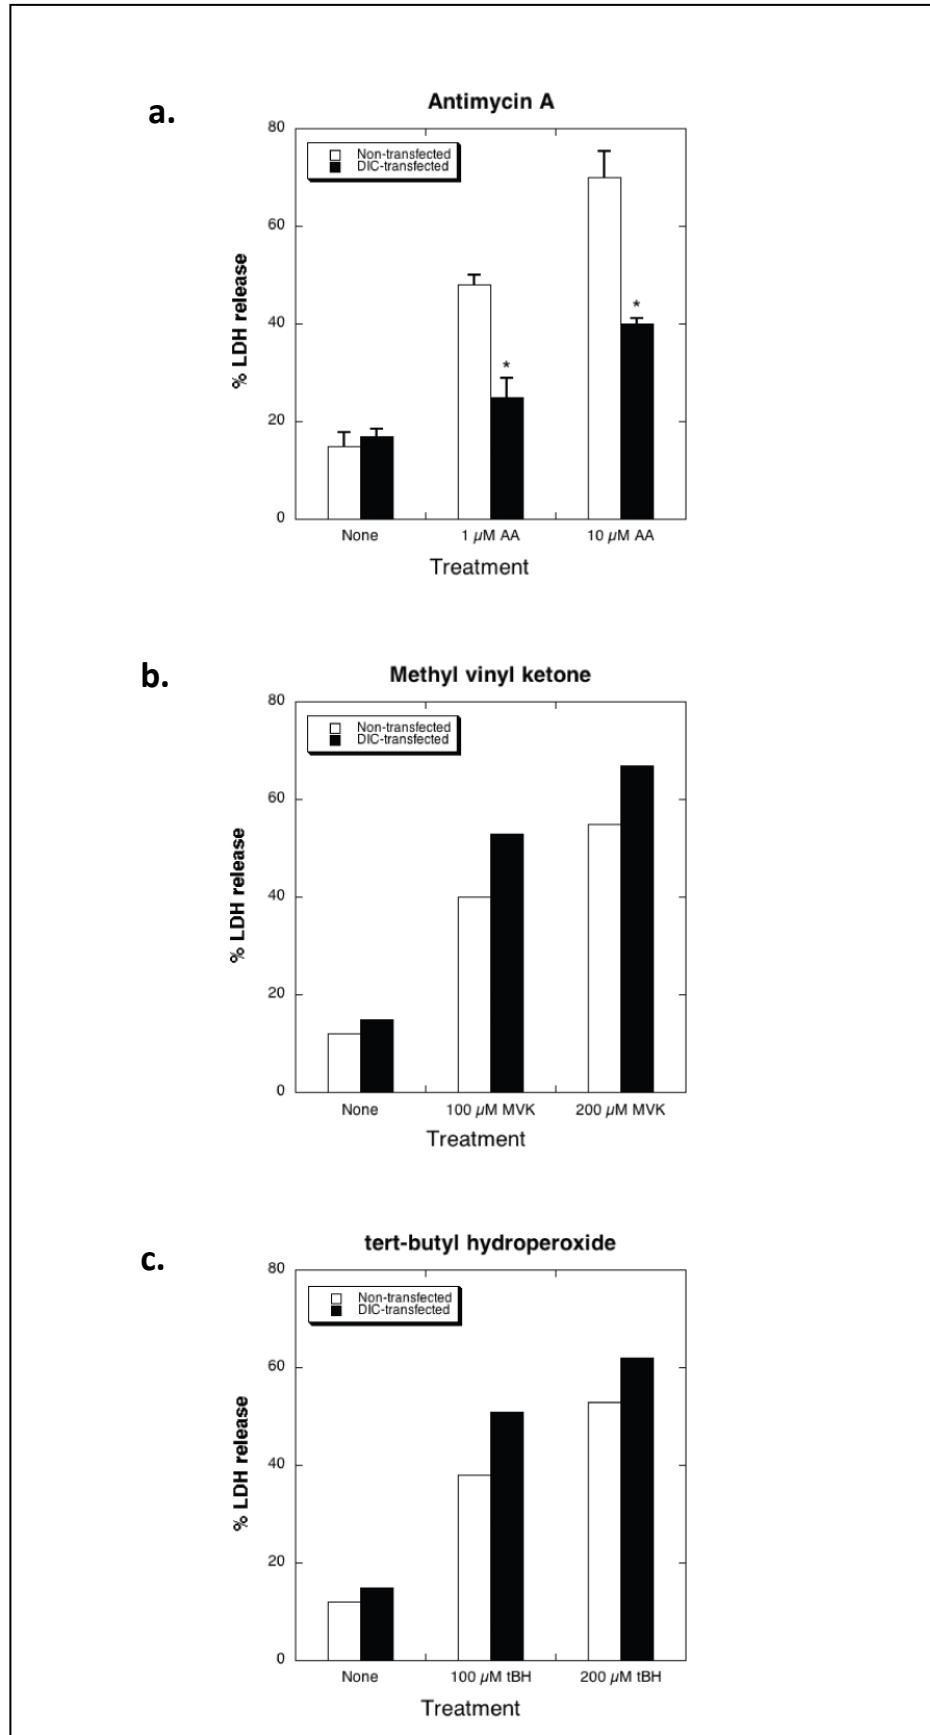 a.
Antimycin A
80
60
40
20
0
% LDH release
Non-transfected
DIC-transfected
*
*
None
1 µM AA
10 µM AA
Treatment
b.
Methyl vinyl ketone
80
60
40
20
0
% LDH release
Non-transfected
DIC-transfected
None
100 µM MVK
200 µM MVK
Treatment
c.
tert-butyl hydroperoxide
80
60
40
20
0
% LDH release
Non-transfected
DIC-transfected
None
100 µM tBH
200 µM tBH
Treatment